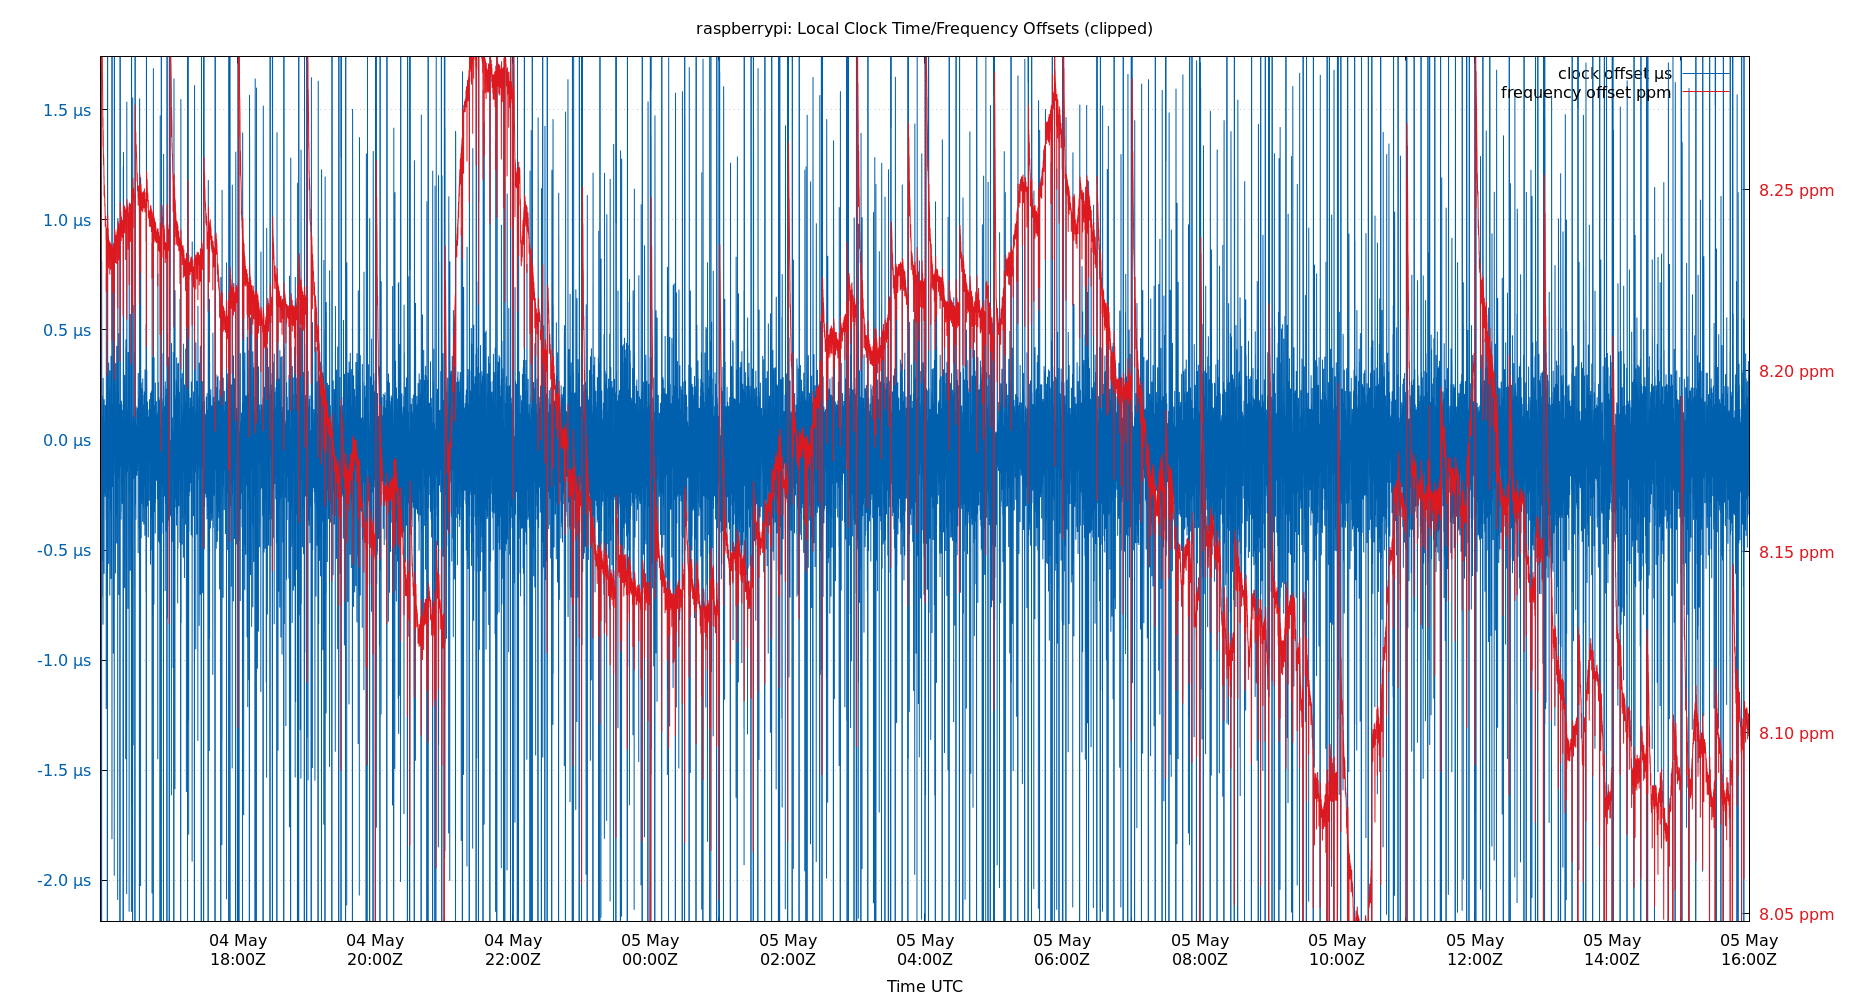 raspberrypi: Local Clock Time/Frequency Offsets (clipped)
clock offset µs
frequency offset ppm
1.5 µs
1.0 µs
0.5 µs
0.0 µs
-0.5 µs
-1.0 µs
-1.5 µs
-2.0 µs
8.25 ppm
8.20 ppm
8.15 ppm
8.10 ppm
8.05 ppm
04 May 04 May 04 May 05 May 05 May 05 May 05 May 05 May 05 May 05 May 05 May 05 May
18:00Z 20:00Z 22:00Z 00:00Z 02:00Z 04:00Z 06:00Z 08:00Z 10:00Z 12:00Z 14:00Z 16:00Z
Time UTC